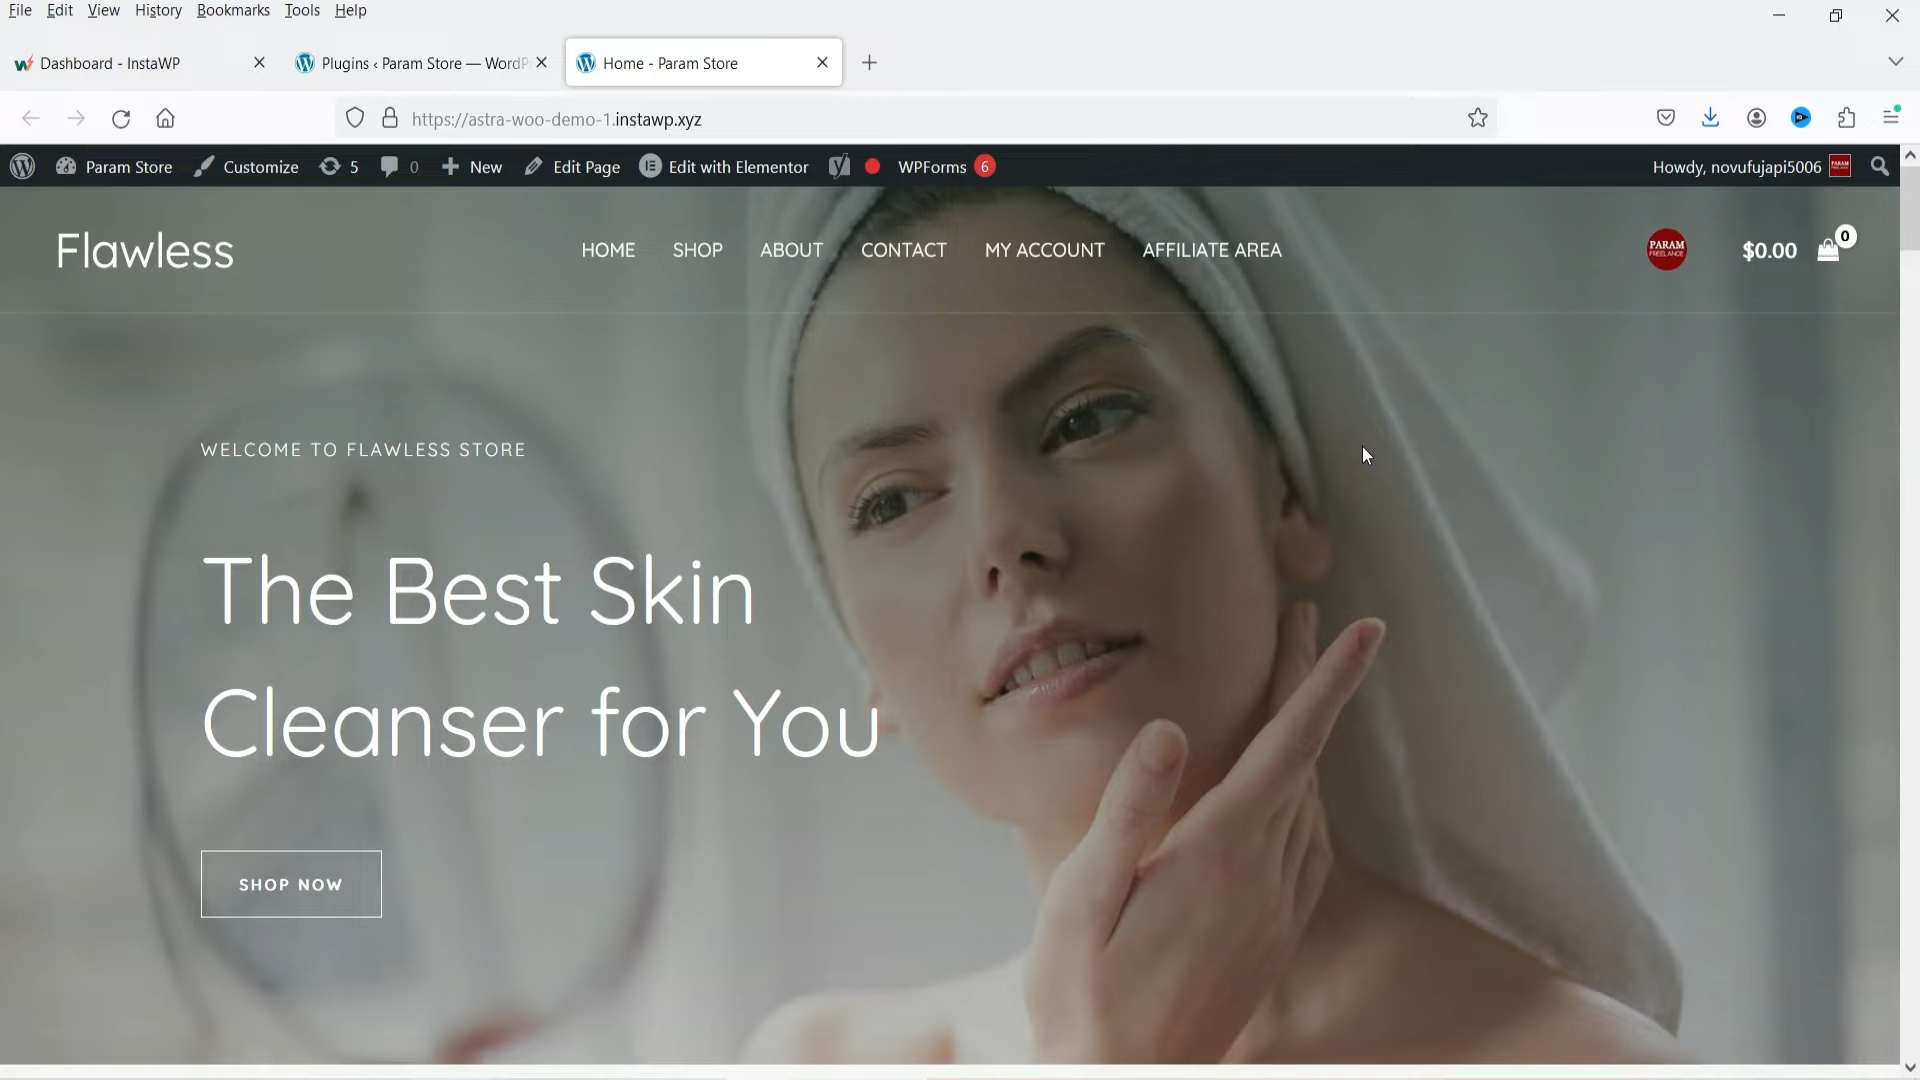 File Edit View History Bookmarks Tools Help
Dashboard - InstaWP
Plugins ‹ Param Store — WordP
Home - Param Store
https://astra-woo-demo-1.instawp.xyz
Param Store Customize 5 0 New Edit Page Edit with Elementor WPForms 6 Howdy, novufujapi5006
Flawless
HOME SHOP ABOUT CONTACT MY ACCOUNT AFFILIATE AREA
PARAM
FREELANCE
$0.00 0
WELCOME TO FLAWLESS STORE
The Best Skin
Cleanser for You
SHOP NOW